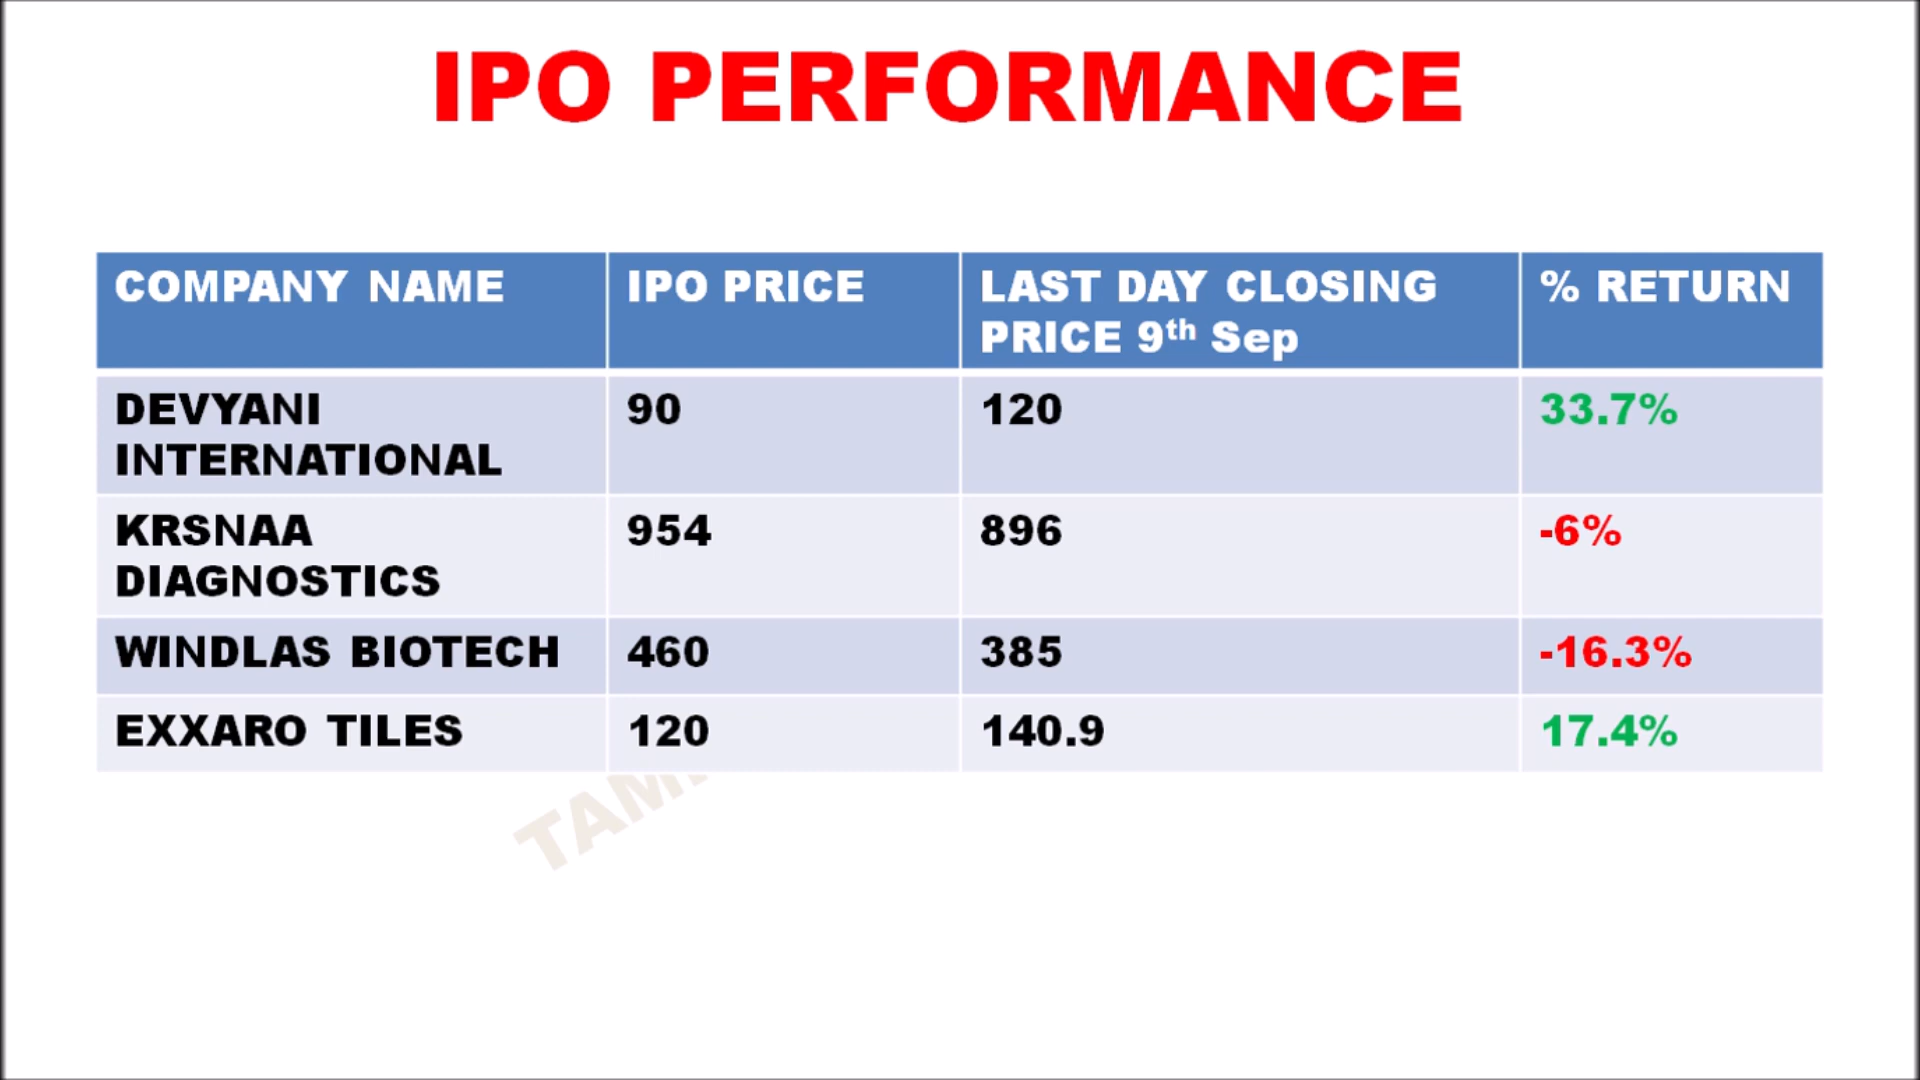 IPO PERFORMANCE
COMPANY NAME IPO PRICE LAST DAY CLOSING % RETURN
PRICE 9th Sep
DEVYANI 90 120 33.7%
INTERNATIONAL
KRSNAA 954 896 -6%
DIAGNOSTICS
WINDLAS BIOTECH 460 385 -16.3%
EXXARO TILES 120 140.9 17.4%